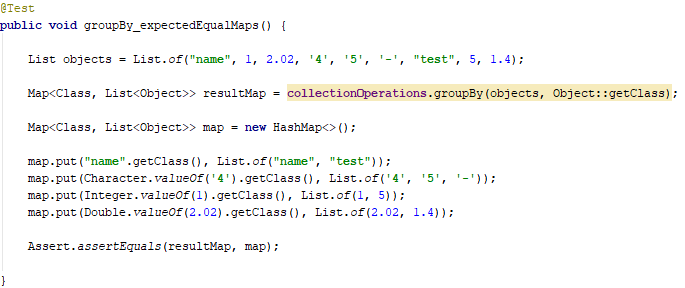 @Test
public void groupBy_expectedEqualMaps() {
List objects = List.of("name", 1, 2.02, '4', '5', '-', "test", 5, 1.4);
Map<Class, List<Object>> resultMap = collectionOperations.groupBy(objects, Object::getClass);
Map<Class, List<Object>> map = new HashMap<>();
map.put("name".getClass(), List.of("name", "test"));
map.put(Character.valueOf('4').getClass(), List.of('4', '5', '-'));
map.put(Integer.valueOf(1).getClass(), List.of(1, 5));
map.put(Double.valueOf(2.02).getClass(), List.of(2.02, 1.4));
Assert.assertEquals(resultMap, map);
}